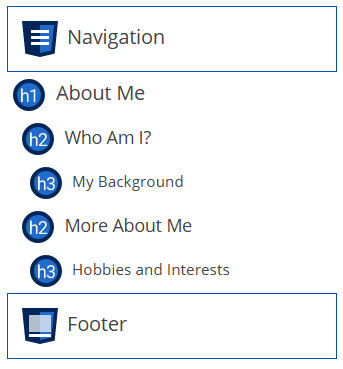 Navigation
h1 About Me
h2 Who Am I?
h3 My Background
h2 More About Me
h3 Hobbies and Interests
Footer